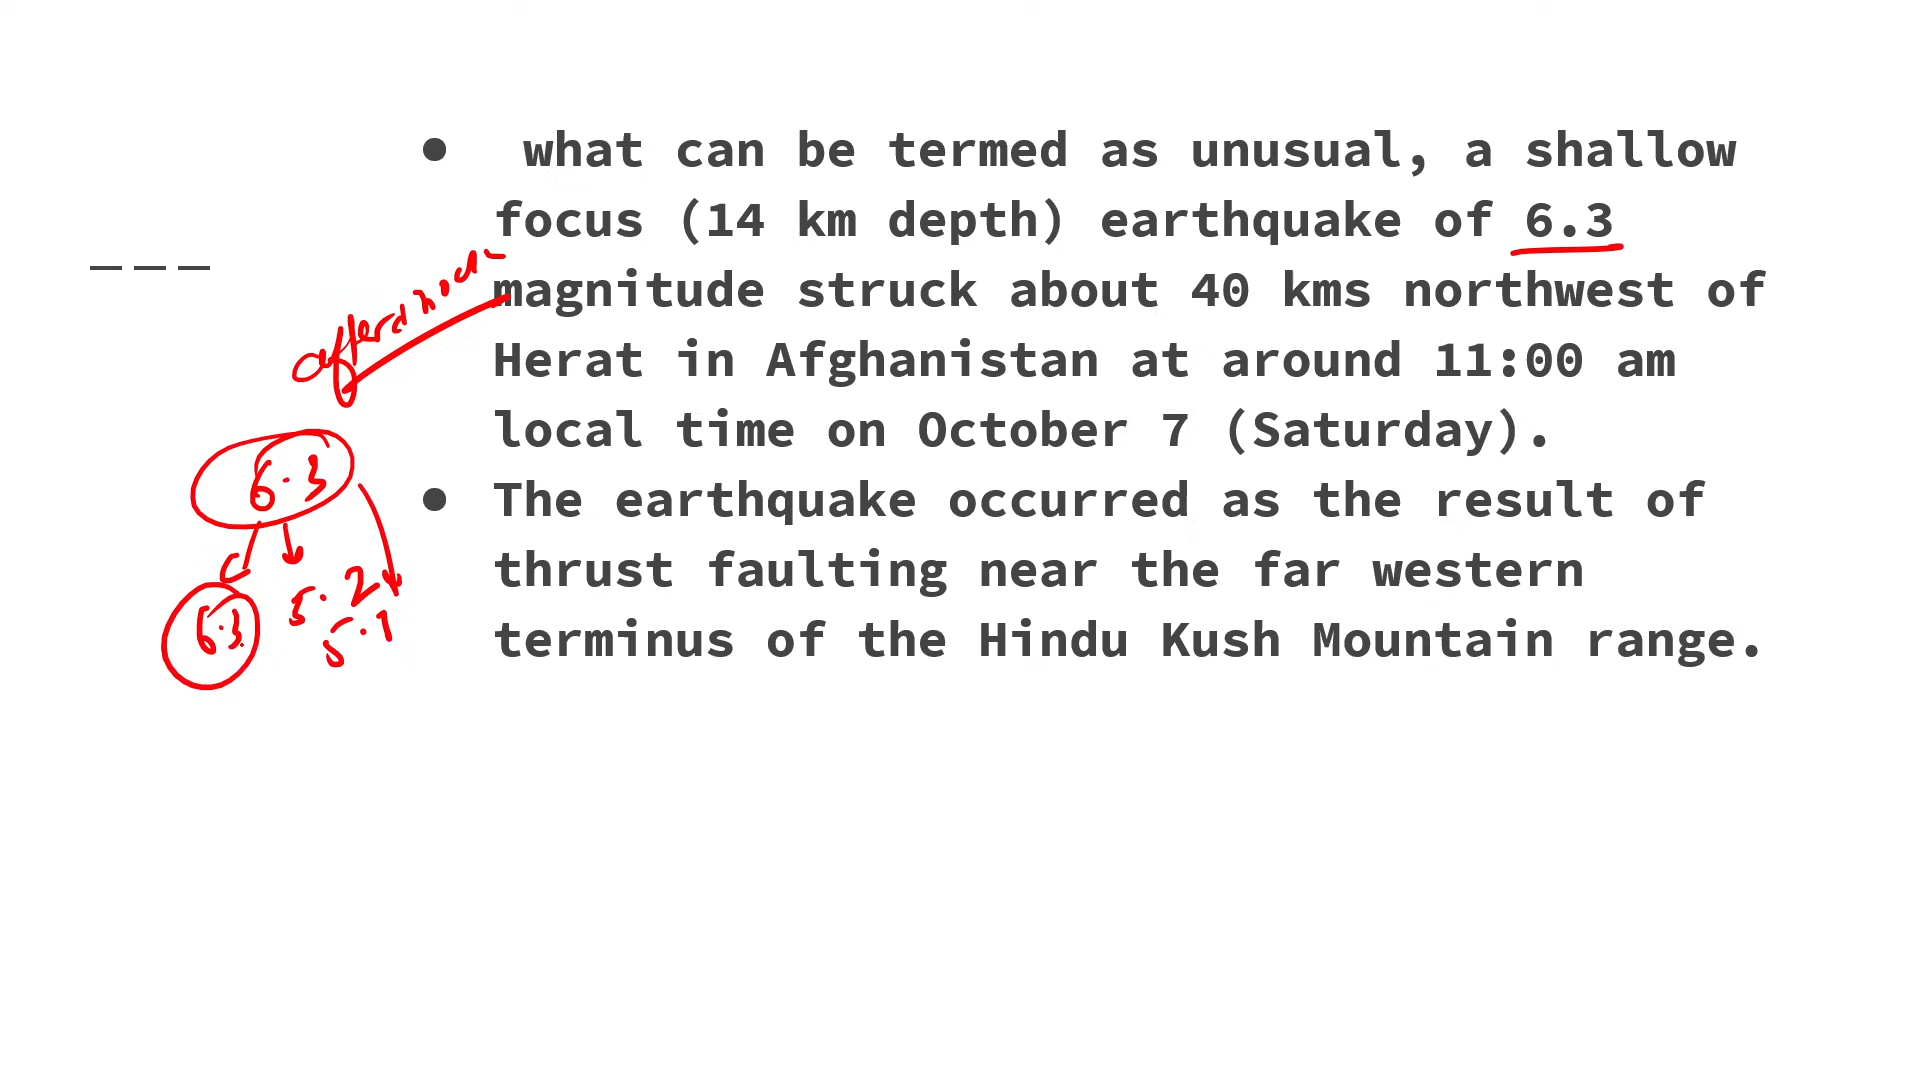 • what can be termed as unusual, a shallow
focus (14 km depth) earthquake of 6.3
magnitude struck about 40 kms northwest of
Herat in Afghanistan at around 11:00 am
local time on October 7 (Saturday).
• The earthquake occurred as the result of
thrust faulting near the far western
terminus of the Hindu Kush Mountain range.
6.3
6.3 5.2
5.1